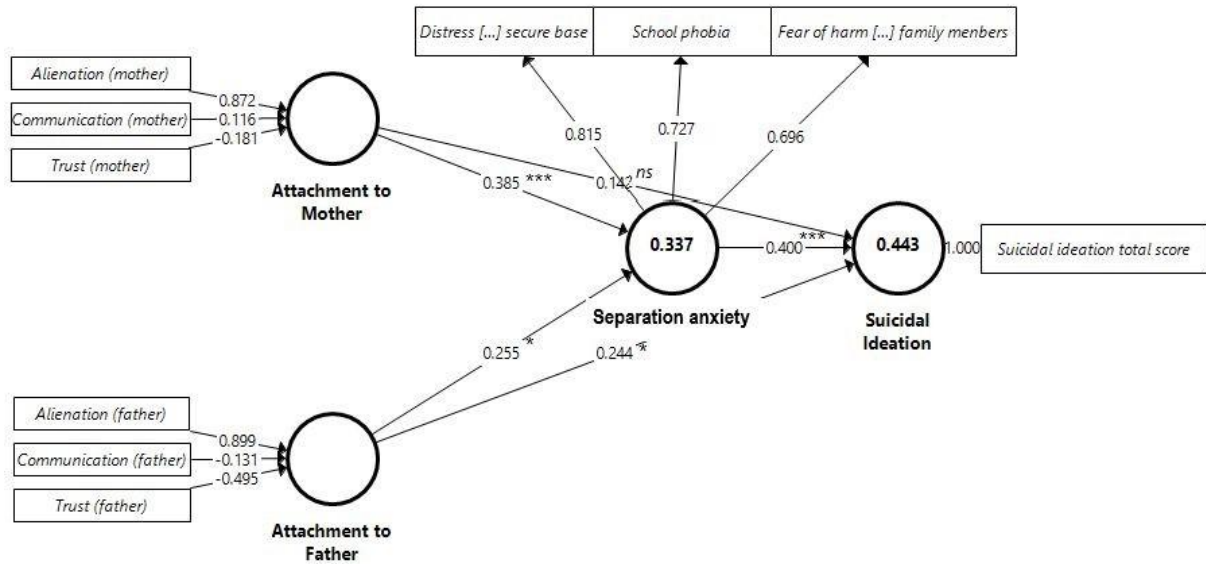 Distress [...] secure base
School phobia
Fear of harm [...] family menbers
Alienation (mother)
0.872
Communication (mother)
0.116
Trust (mother)
-0.181
Attachment to
Mother
0.815
0.727
0.696
0.385 ***
0.142 ns
0.337
0.400 ***
0.443
1.000
Suicidal ideation total score
Separation anxiety
Suicidal
Ideation
0.255 *
0.244 *
Alienation (father)
0.899
Communication (father)
-0.131
Trust (father)
-0.495
Attachment to
Father